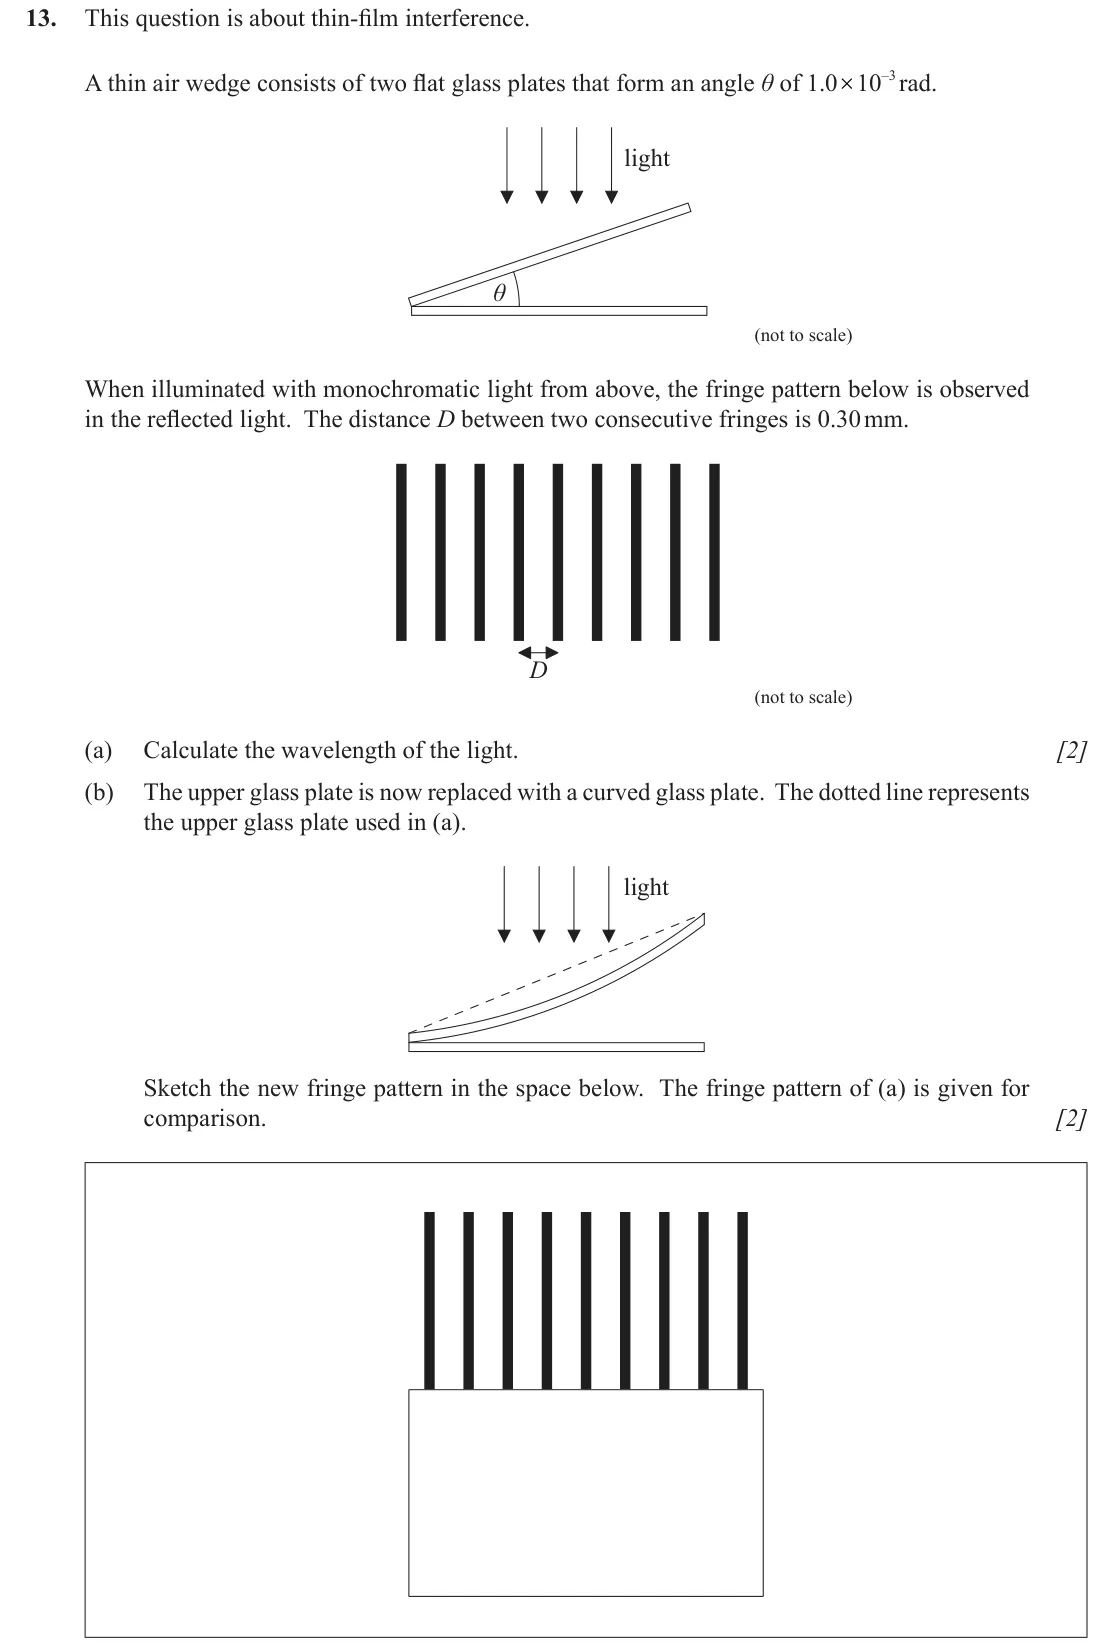 13. This question is about thin-film interference.
A thin air wedge consists of two flat glass plates that form an angle θ of 1.0×10⁻³ rad.
light
θ
(not to scale)
When illuminated with monochromatic light from above, the fringe pattern below is observed
in the reflected light. The distance D between two consecutive fringes is 0.30 mm.
D
(not to scale)
(a) Calculate the wavelength of the light. [2]
(b) The upper glass plate is now replaced with a curved glass plate. The dotted line represents
the upper glass plate used in (a).
light
Sketch the new fringe pattern in the space below. The fringe pattern of (a) is given for
comparison. [2]